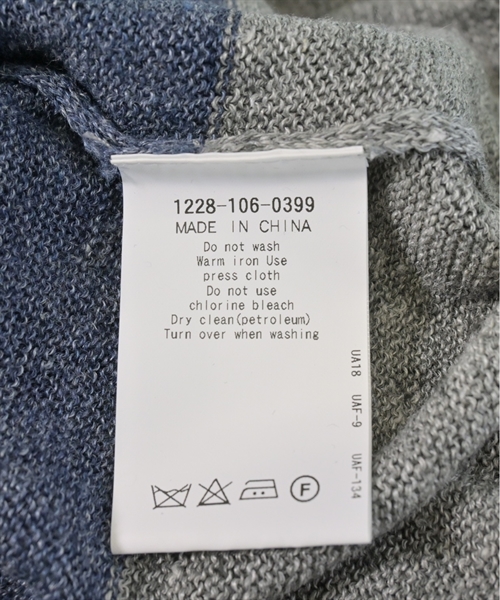 1228-106-0399
MADE IN CHINA
Do not wash
Warm iron Use
press cloth
Do not use
chlorine bleach
Dry clean(petroleum)
Turn over when washing
UA18 UAF-9 UAF-134
F